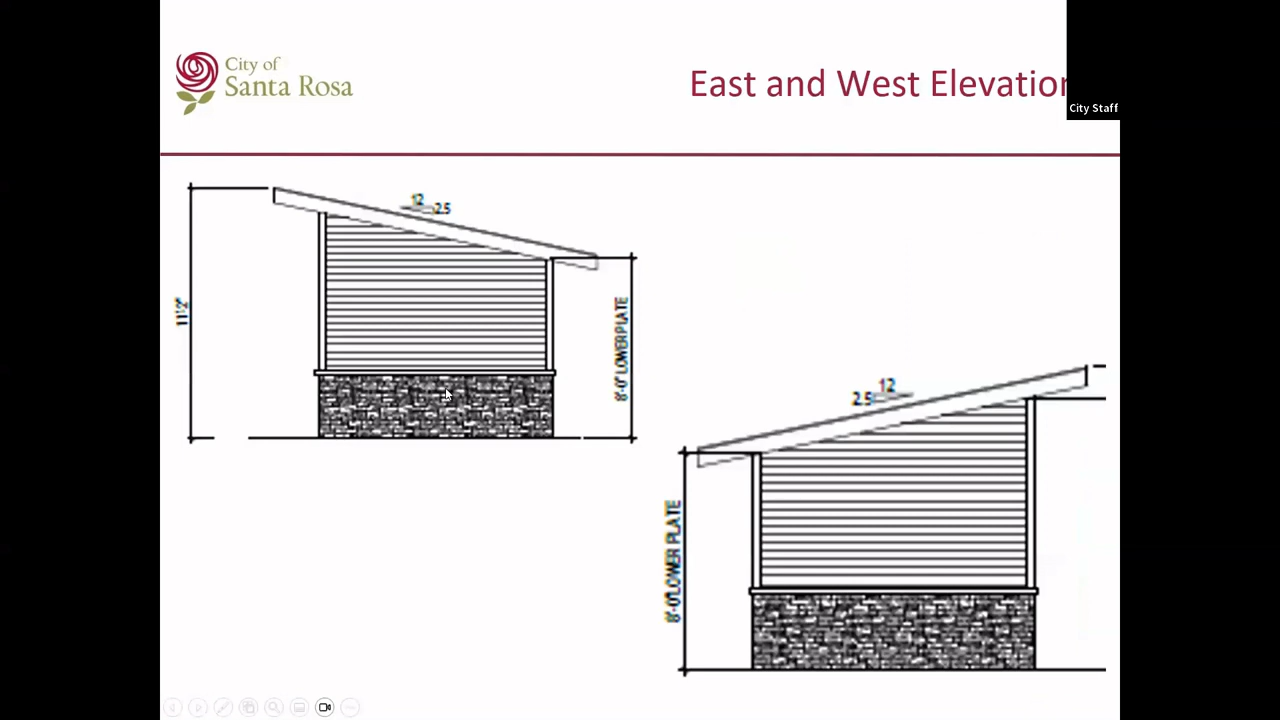 City of
Santa Rosa
East and West Elevation
City Staff
12
2.5
11'2"
8'-0" LOWER PLATE
12
2.5
8'-0"LOWER PLATE